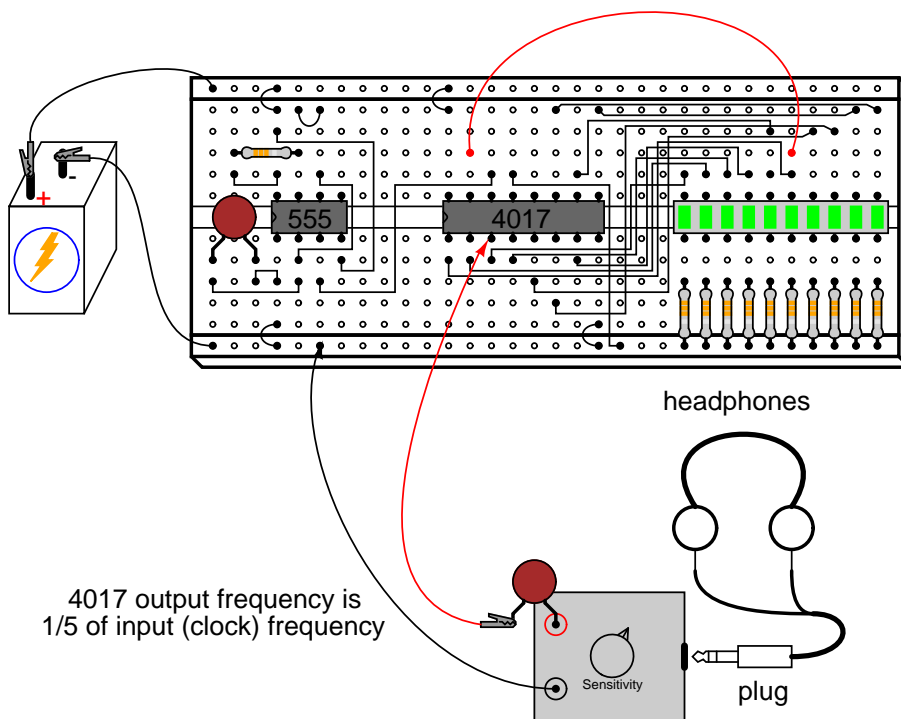 555
4017
+
-
headphones
4017 output frequency is
1/5 of input (clock) frequency
Sensitivity
plug